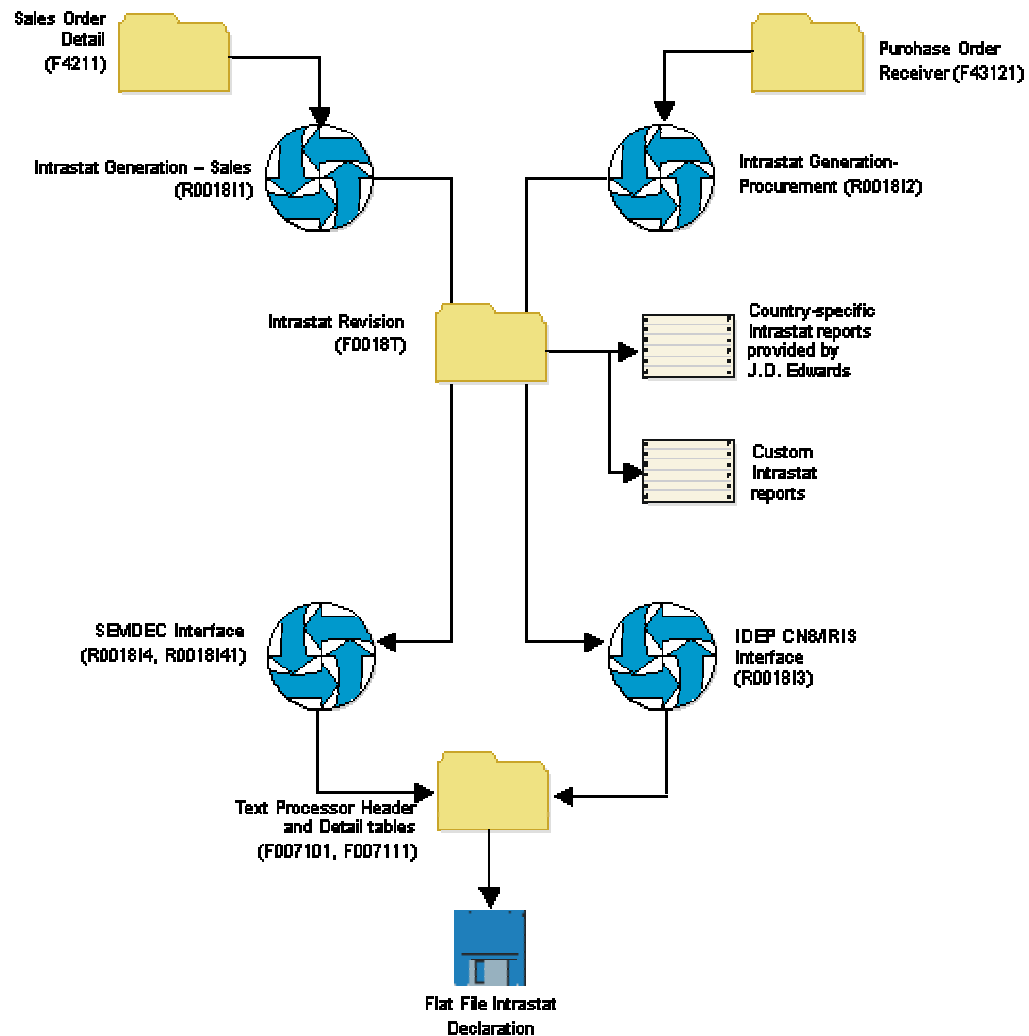 Sales Order
Detail
(F4211)
Purohase Order
Receiver (F43121)
Intrastat Generation – Sales
(R0018I1)
Intrastat Generation-
Procurement (R0018I2)
Intrastat Revision
(F0018T)
Country-specific
Intrastat reports
provided by
J.D. Edwards
Custom
Intrastat
reports
SEMDEC Interface
(R0018I4, R0018I41)
IDEP CN8/IRIS
Interface
(R0018I3)
Text Processor Header
and Detail tables
(F007101, F007111)
Flat File Intrastat
Declaration